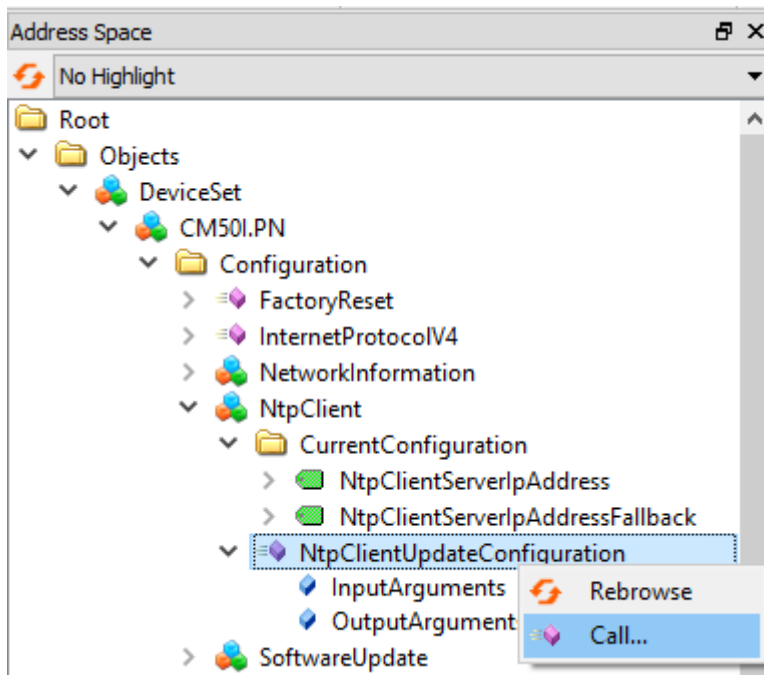 Address Space
No Highlight
Root
Objects
DeviceSet
CM50I.PN
Configuration
FactoryReset
InternetProtocolV4
NetworkInformation
NtpClient
CurrentConfiguration
NtpClientServerIpAddress
NtpClientServerIpAddressFallback
NtpClientUpdateConfiguration
InputArguments
Rebrowse
OutputArgument
Call...
SoftwareUpdate